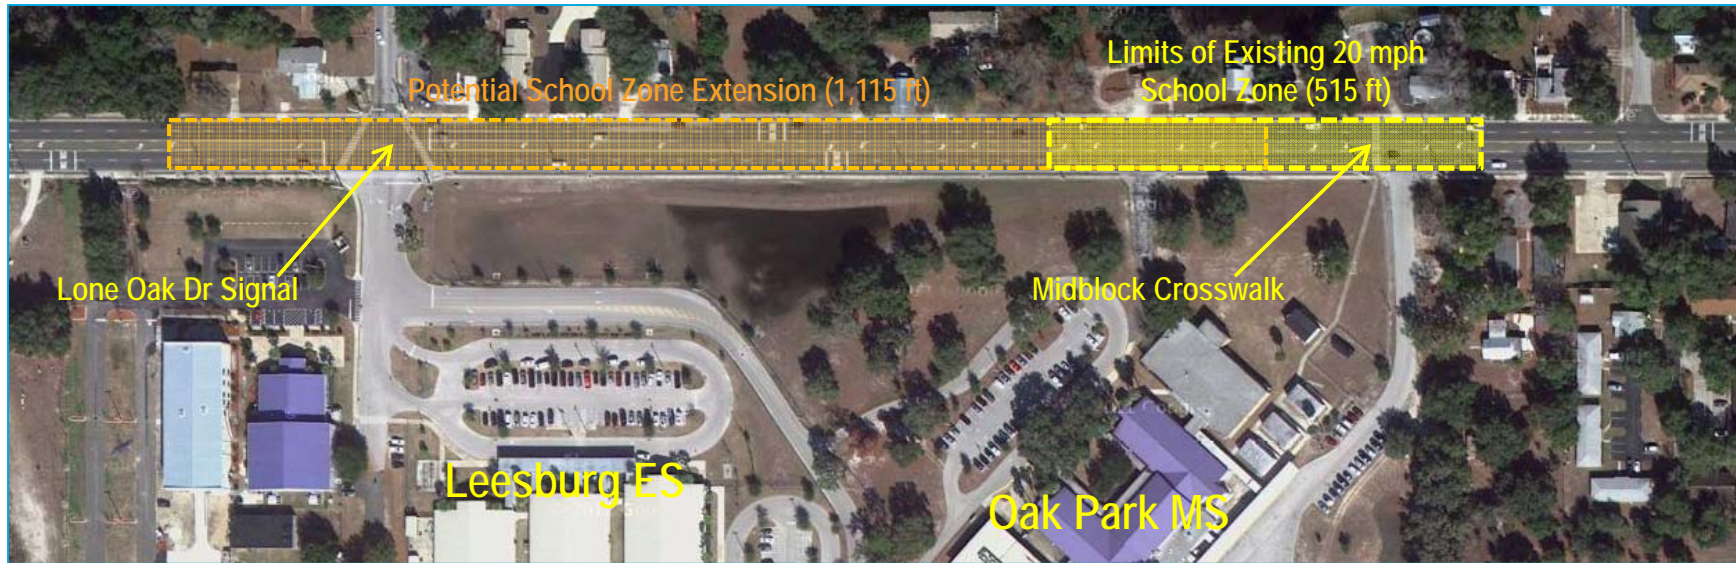 Limits of Existing 20 mph
School Zone (515 ft)
Potential School Zone Extension (1,115 ft)
Lone Oak Dr Signal
Midblock Crosswalk
Leesburg ES
Oak Park MS